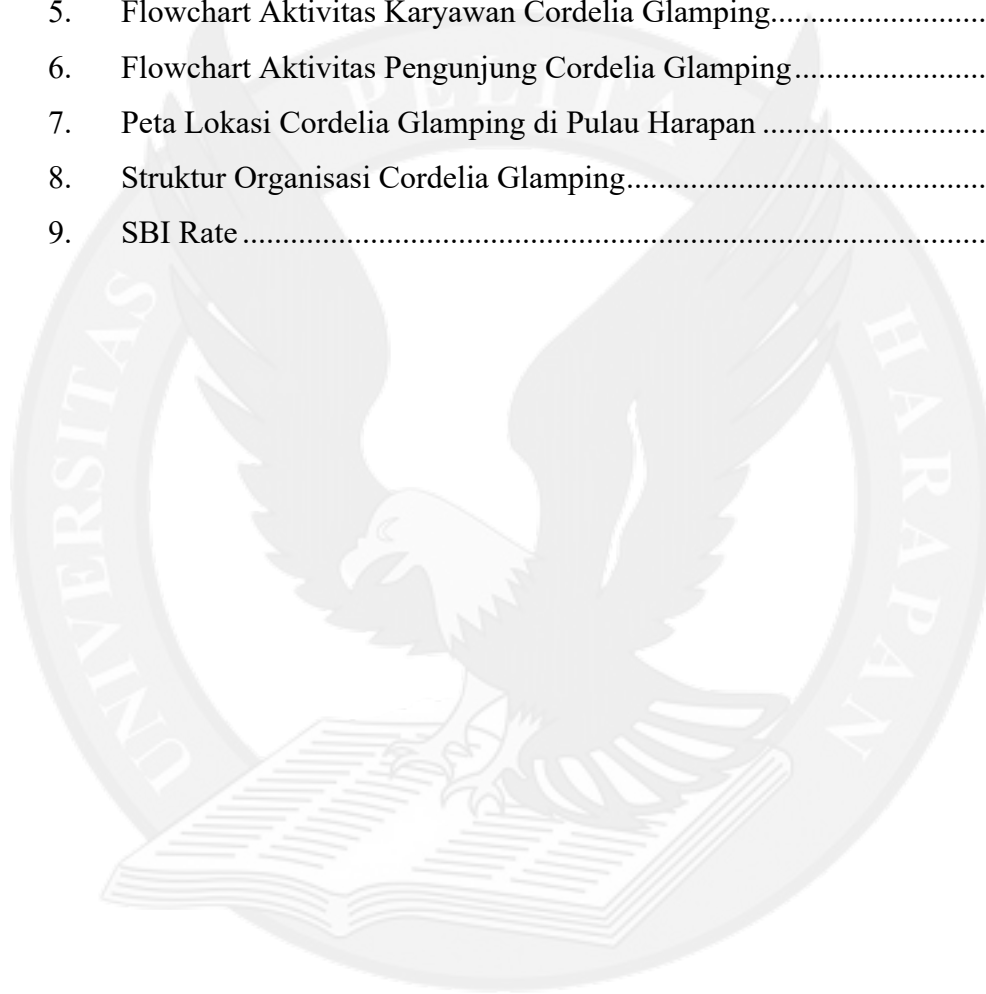 5. Flowchart Aktivitas Karyawan Cordelia Glamping............................
6. Flowchart Aktivitas Pengunjung Cordelia Glamping.........................
7. Peta Lokasi Cordelia Glamping di Pulau Harapan.............................
8. Struktur Organisasi Cordelia Glamping..............................................
9. SBI Rate................................................................................................
UNIVERSITAS PELITA HARAPAN